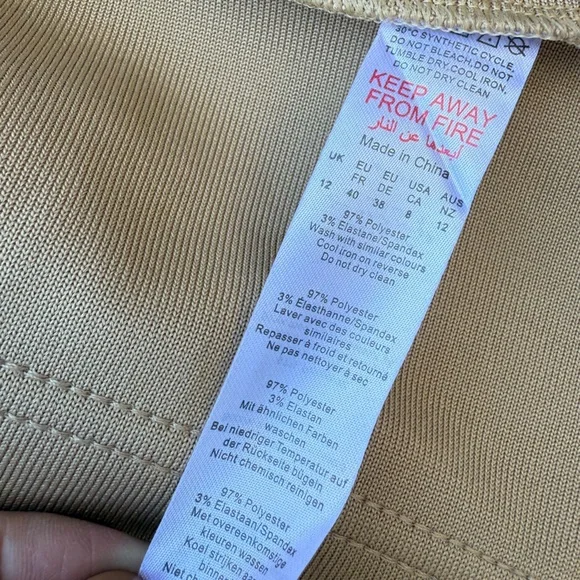 30°C SYNTHETIC CYCLE.
DO NOT BLEACH.DO NOT
TUMBLE DRY.COOL IRON.
DO NOT DRY CLEAN
KEEP AWAY
FROM FIRE
أبعدها عن النار
Made in China
UK EU EU USA AUS
FR DE CA NZ
12 40 38 8 12
97% Polyester
3% Elastane/Spandex
Wash with similar colours
Cool iron on reverse
Do not dry clean
97% Polyester
3% Élesthanne/Spandex
Laver avec des couleurs
similaires
Repasser à froid et retourné
Ne pas nettoyer à sec
97% Polyester
3% Elastan
Mit ähnlichen Farben
waschen
Bei niedriger Temperatur auf
der Rückseite bügeln
Nicht chemisch reinigen
97% Polyester
3% Elastaan/Spandex
Met overeenkomstige
kleuren wassen
Koel strijken aan
binnen
Niet chemisc